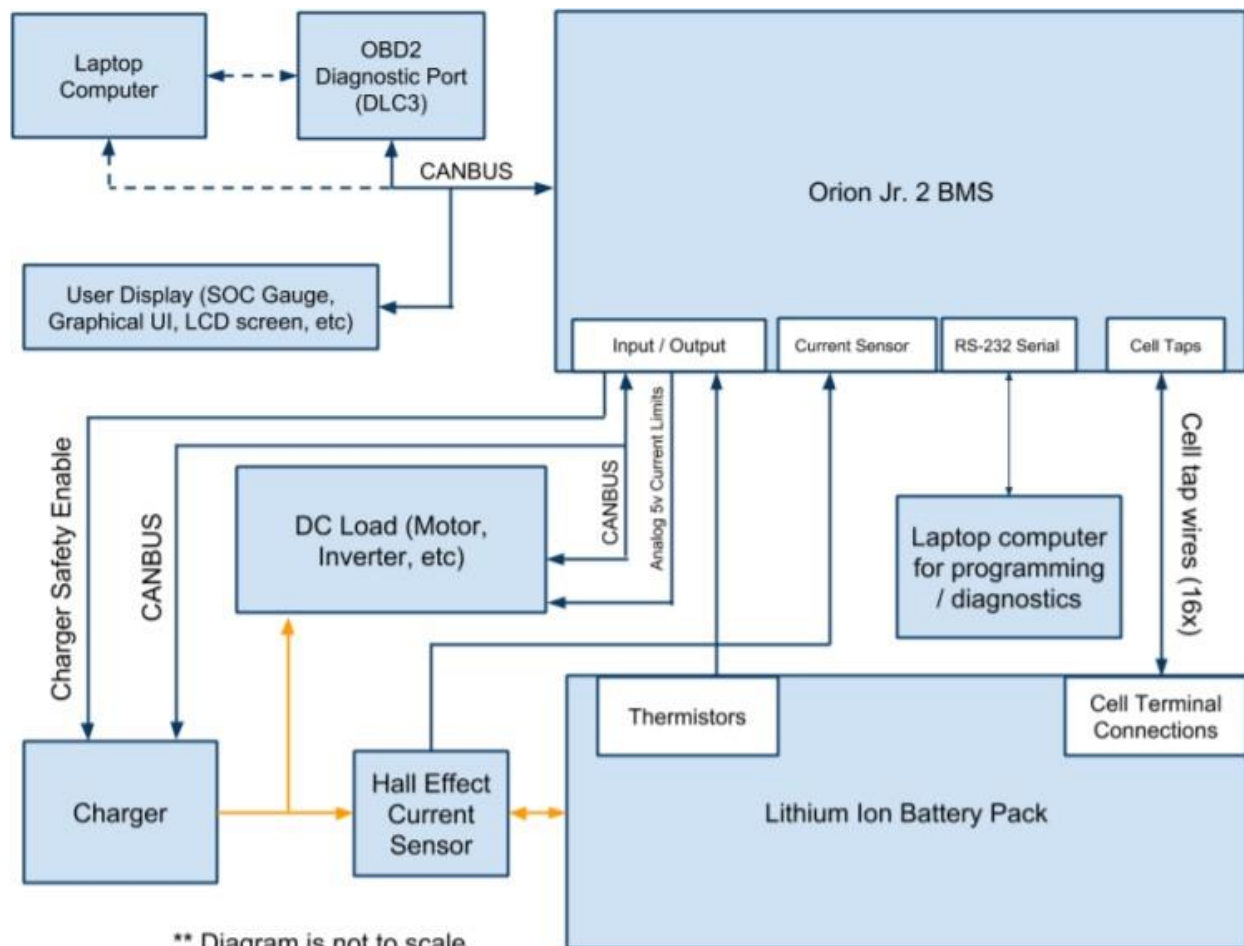 Laptop
Computer
OBD2
Diagnostic Port
(DLC3)
CANBUS
Orion Jr. 2 BMS
User Display (SOC Gauge,
Graphical UI, LCD screen, etc)
Input / Output
Current Sensor
RS-232 Serial
Cell Taps
Charger Safety Enable
CANBUS
DC Load (Motor,
Inverter, etc)
CANBUS
Analog 5v Current Limits
Laptop computer
for programming
/ diagnostics
Cell tap wires (16x)
Thermistors
Cell Terminal
Connections
Charger
Hall Effect
Current
Sensor
Lithium Ion Battery Pack
** Diagram is not to scale